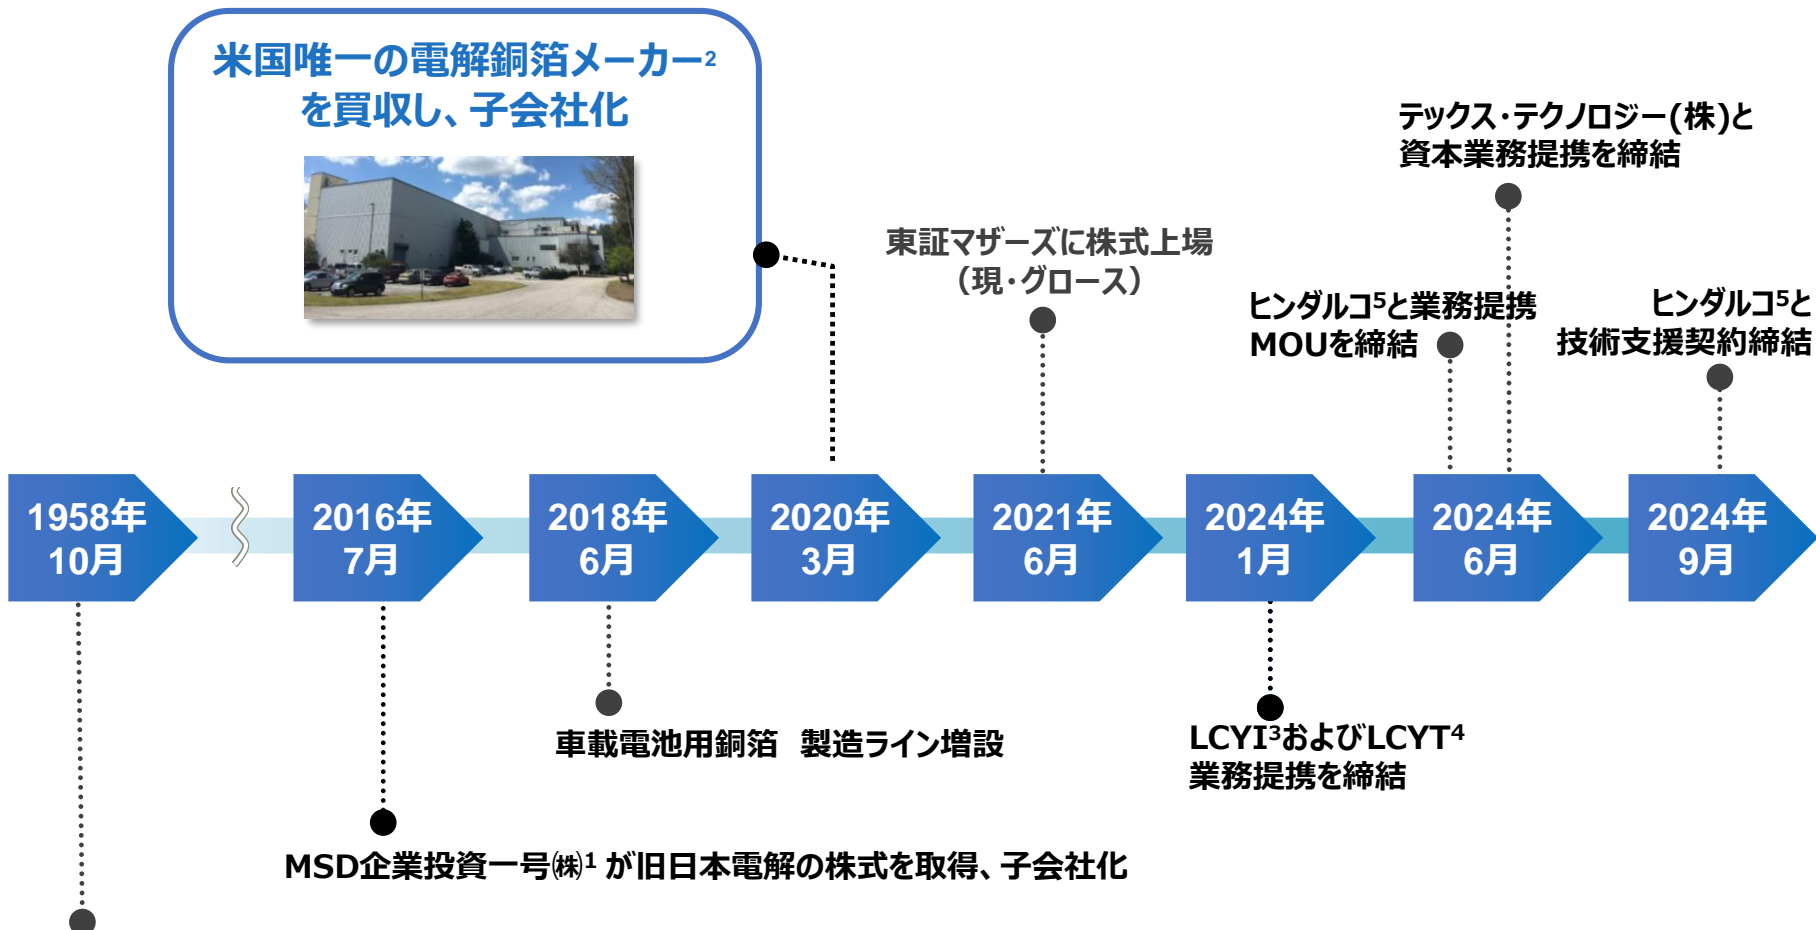 米国唯一の電解銅箔メーカー2
を買収し、子会社化
テックス・テクノロジー(株)と
資本業務提携を締結
東証マザーズに株式上場
（現・グロース）
ヒンダルコ5と業務提携
MOUを締結
ヒンダルコ5と
技術支援契約締結
1958年
10月
2016年
7月
2018年
6月
2020年
3月
2021年
6月
2024年
1月
2024年
6月
2024年
9月
車載電池用銅箔 製造ライン増設
LCYI3およびLCYT4
業務提携を締結
MSD企業投資一号㈱1 が旧日本電解の株式を取得、子会社化